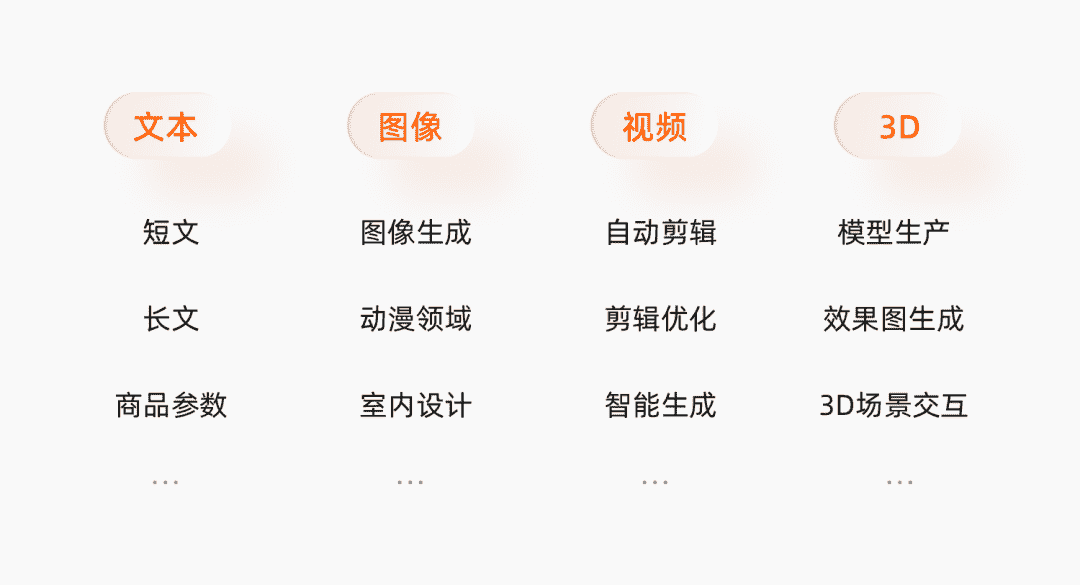 文本 图像 视频 3D
短文 图像生成 自动剪辑 模型生产
长文 动漫领域 剪辑优化 效果图生成
商品参数 室内设计 智能生成 3D场景交互
... ... ... ...